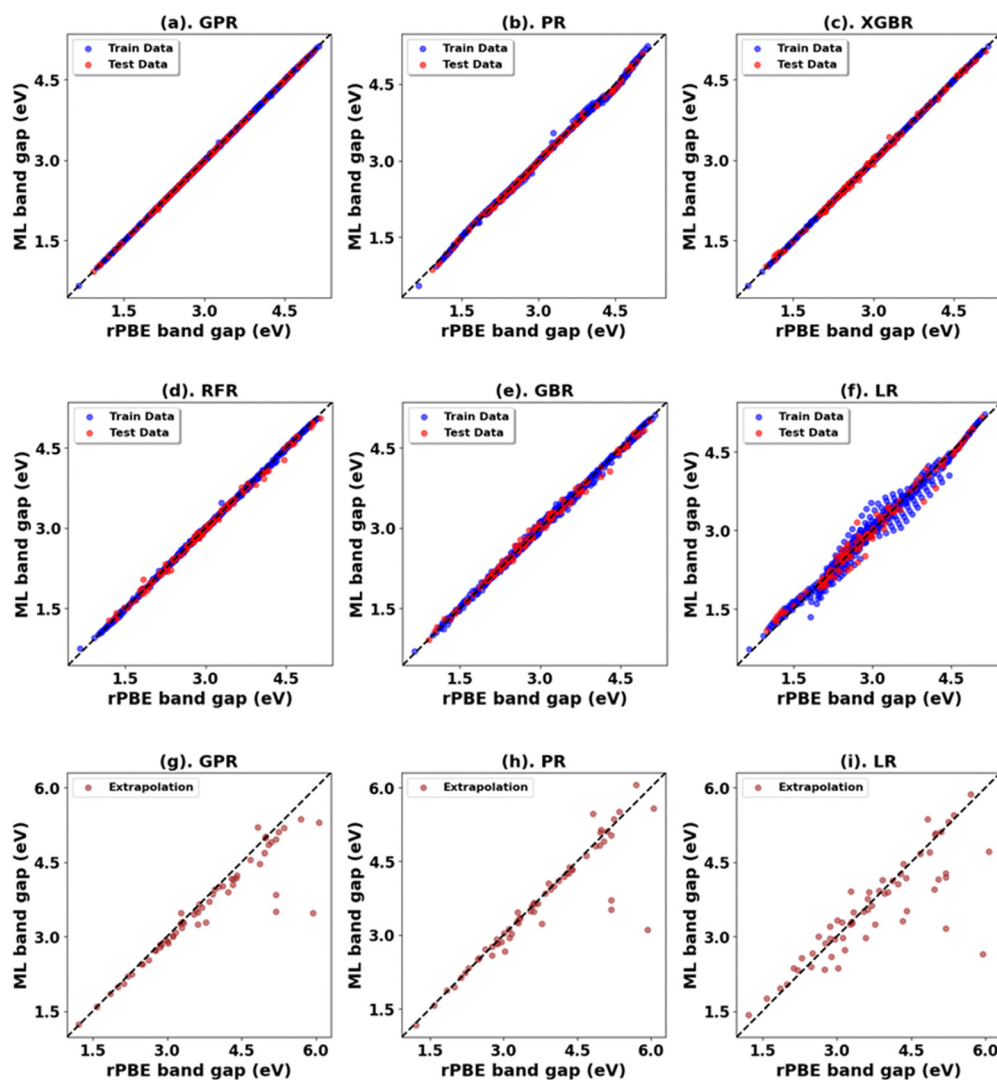 (a). GPR
Train Data
Test Data
4.5
3.0
1.5
ML band gap (eV)
1.5 3.0 4.5
rPBE band gap (eV)
(b). PR
Train Data
Test Data
4.5
3.0
1.5
ML band gap (eV)
1.5 3.0 4.5
rPBE band gap (eV)
(c). XGBR
Train Data
Test Data
4.5
3.0
1.5
ML band gap (eV)
1.5 3.0 4.5
rPBE band gap (eV)
(d). RFR
Train Data
Test Data
4.5
3.0
1.5
ML band gap (eV)
1.5 3.0 4.5
rPBE band gap (eV)
(e). GBR
Train Data
Test Data
4.5
3.0
1.5
ML band gap (eV)
1.5 3.0 4.5
rPBE band gap (eV)
(f). LR
Train Data
Test Data
4.5
3.0
1.5
ML band gap (eV)
1.5 3.0 4.5
rPBE band gap (eV)
(g). GPR
Extrapolation
6.0
4.5
3.0
1.5
ML band gap (eV)
1.5 3.0 4.5 6.0
rPBE band gap (eV)
(h). PR
Extrapolation
6.0
4.5
3.0
1.5
ML band gap (eV)
1.5 3.0 4.5 6.0
rPBE band gap (eV)
(i). LR
Extrapolation
6.0
4.5
3.0
1.5
ML band gap (eV)
1.5 3.0 4.5 6.0
rPBE band gap (eV)